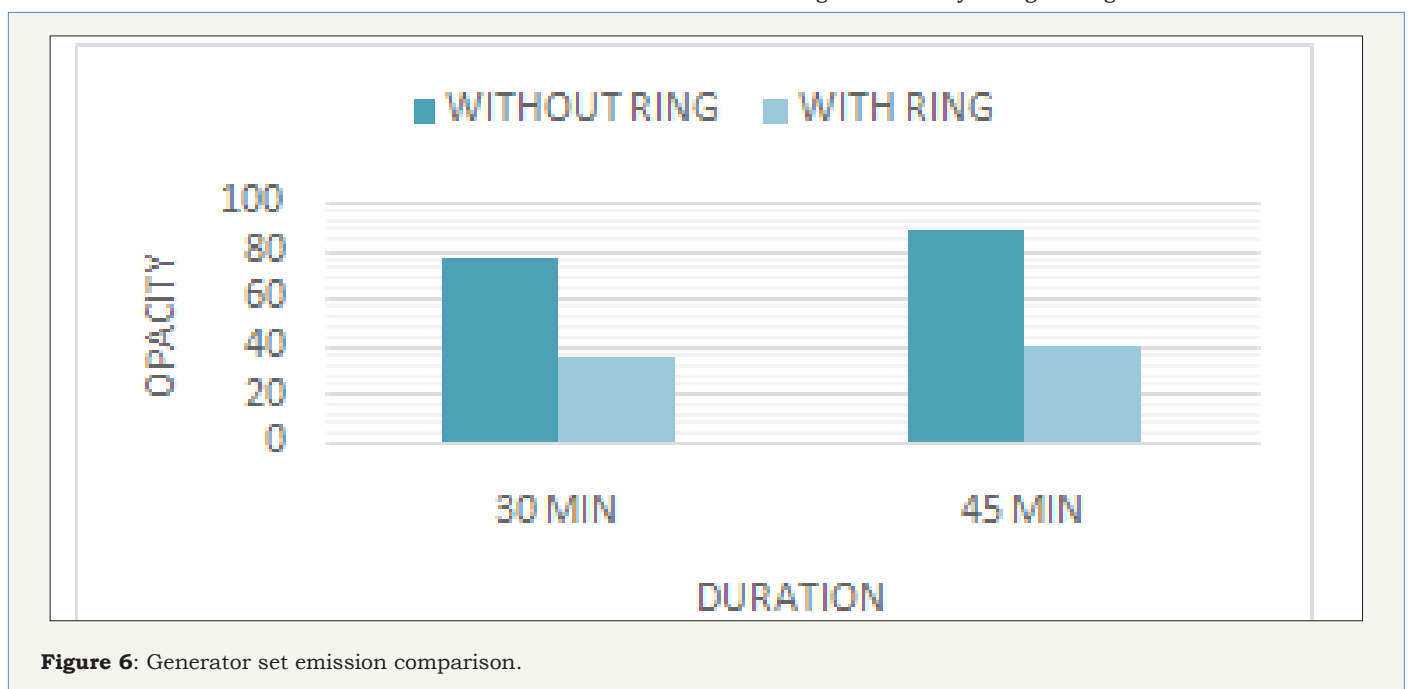 WITHOUT RING WITH RING
100
80
60
40
20
0
OPACITY
30 MIN 45 MIN
DURATION
Figure 6: Generator set emission comparison.